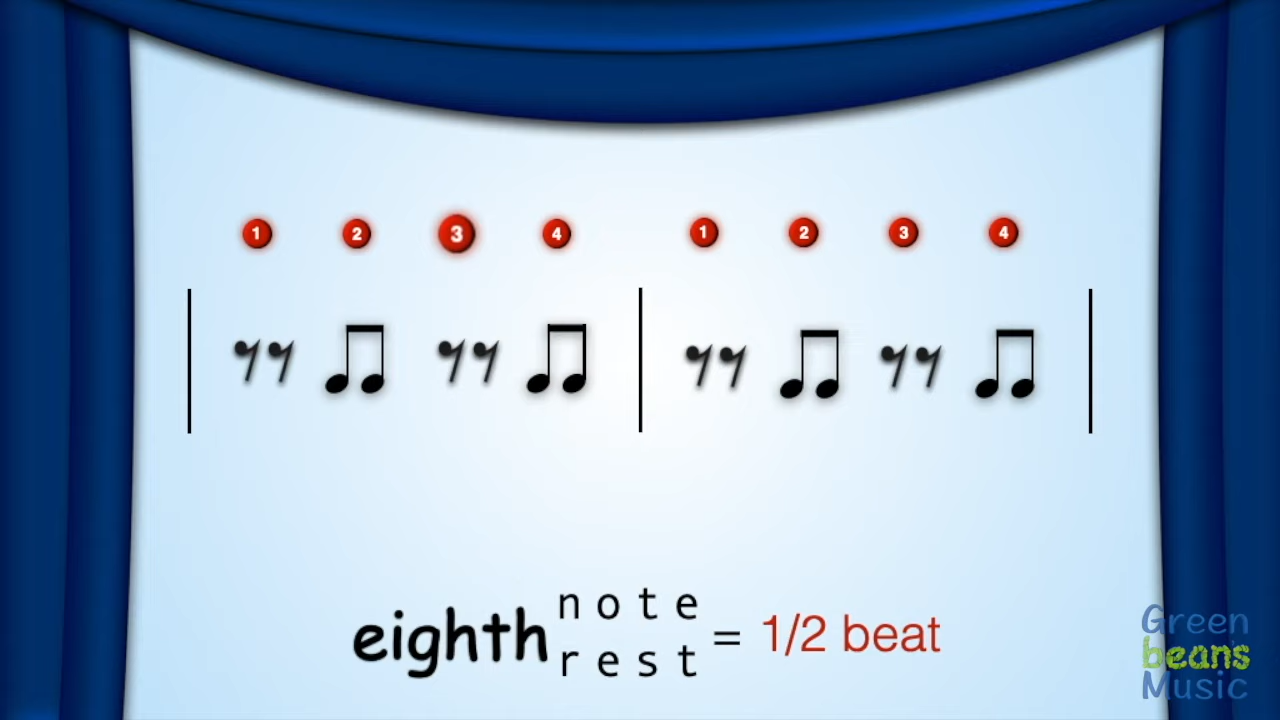 1 2 3 4 1 2 3 4
note
eighth = 1/2 beat
rest
Green
beans
Music